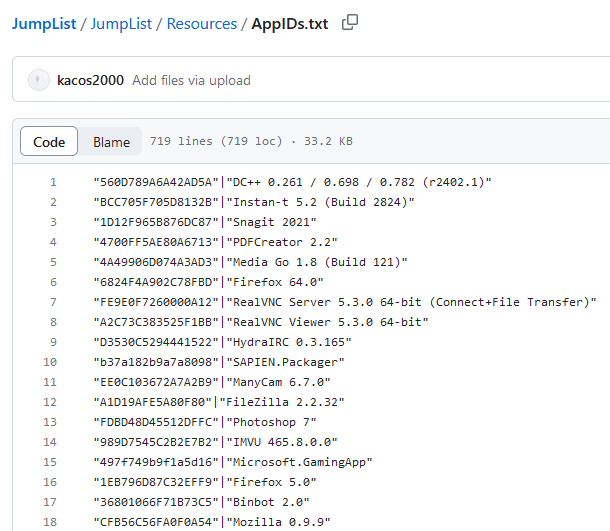 JumpList / JumpList / Resources / AppIDs.txt
kacos2000 Add files via upload
Code Blame 719 lines (719 loc) · 33.2 KB
1 "560D789A6A42AD5A"|"DC++ 0.261 / 0.698 / 0.782 (r2402.1)"
2 "BCC705F705D8132B"|"Instan-t 5.2 (Build 2824)"
3 "1D12F965B876DC87"|"Snagit 2021"
4 "4700FF5AE80A6713"|"PDFCreator 2.2"
5 "4A49906D074A3AD3"|"Media Go 1.8 (Build 121)"
6 "6824F4A902C78FBD"|"Firefox 64.0"
7 "FE9E0F7260000A12"|"RealVNC Server 5.3.0 64-bit (Connect+File Transfer)"
8 "A2C73C383525F1BB"|"RealVNC Viewer 5.3.0 64-bit"
9 "D3530C5294441522"|"HydraIRC 0.3.165"
10 "b37a182b9a7a8098"|"SAPIEN.Packager"
11 "EE0C103672A7A2B9"|"ManyCam 6.7.0"
12 "A1D19AFE5A80F80"|"FileZilla 2.2.32"
13 "FDBD48D45512DFFC"|"Photoshop 7"
14 "989D7545C2B2E7B2"|"IMVU 465.8.0.0"
15 "497f749b9f1a5d16"|"Microsoft.GamingApp"
16 "1EB796D87C32EFF9"|"Firefox 5.0"
17 "36801066F71B73C5"|"Binbot 2.0"
18 "CFB56C56FA0F0A54"|"Mozilla 0.9.9"